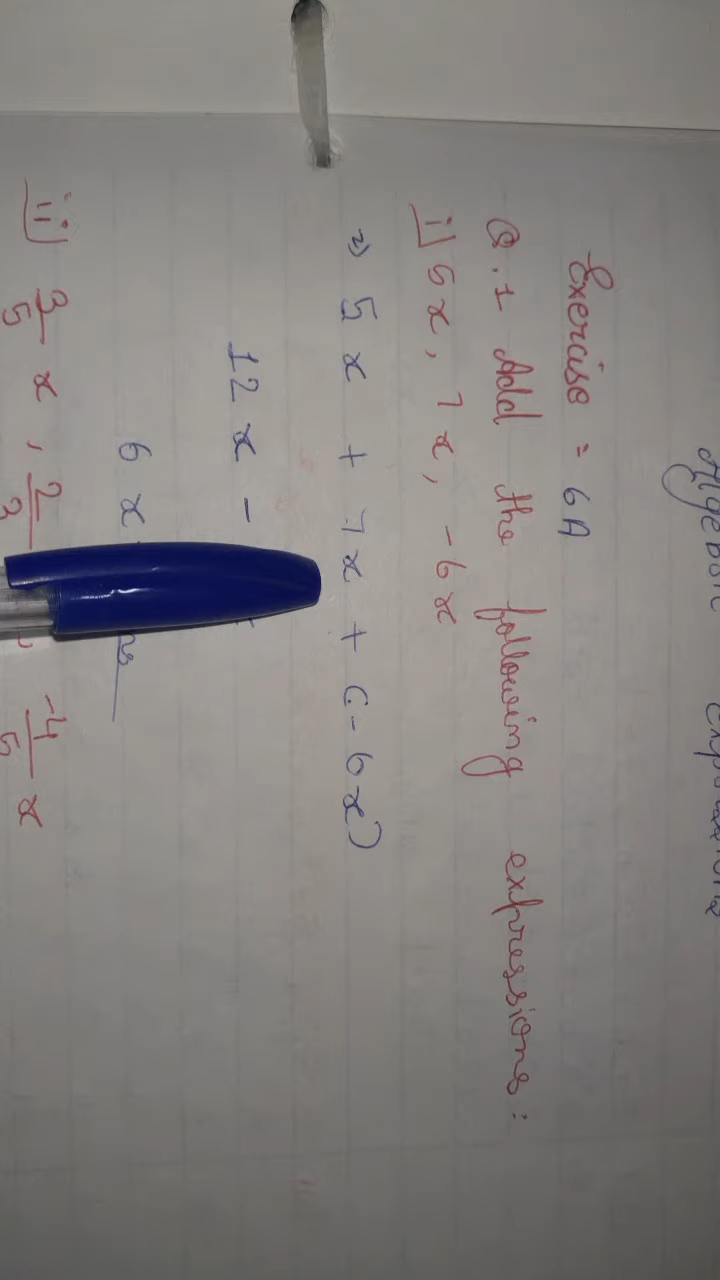 Exercise = 6A
Q.1 Add the following expressions:
i) 5x, 7x, -6x
⇒ 5x + 7x + (-6x)
12x -
6x
ii) 3/5 x, 2/3 -4/5 x